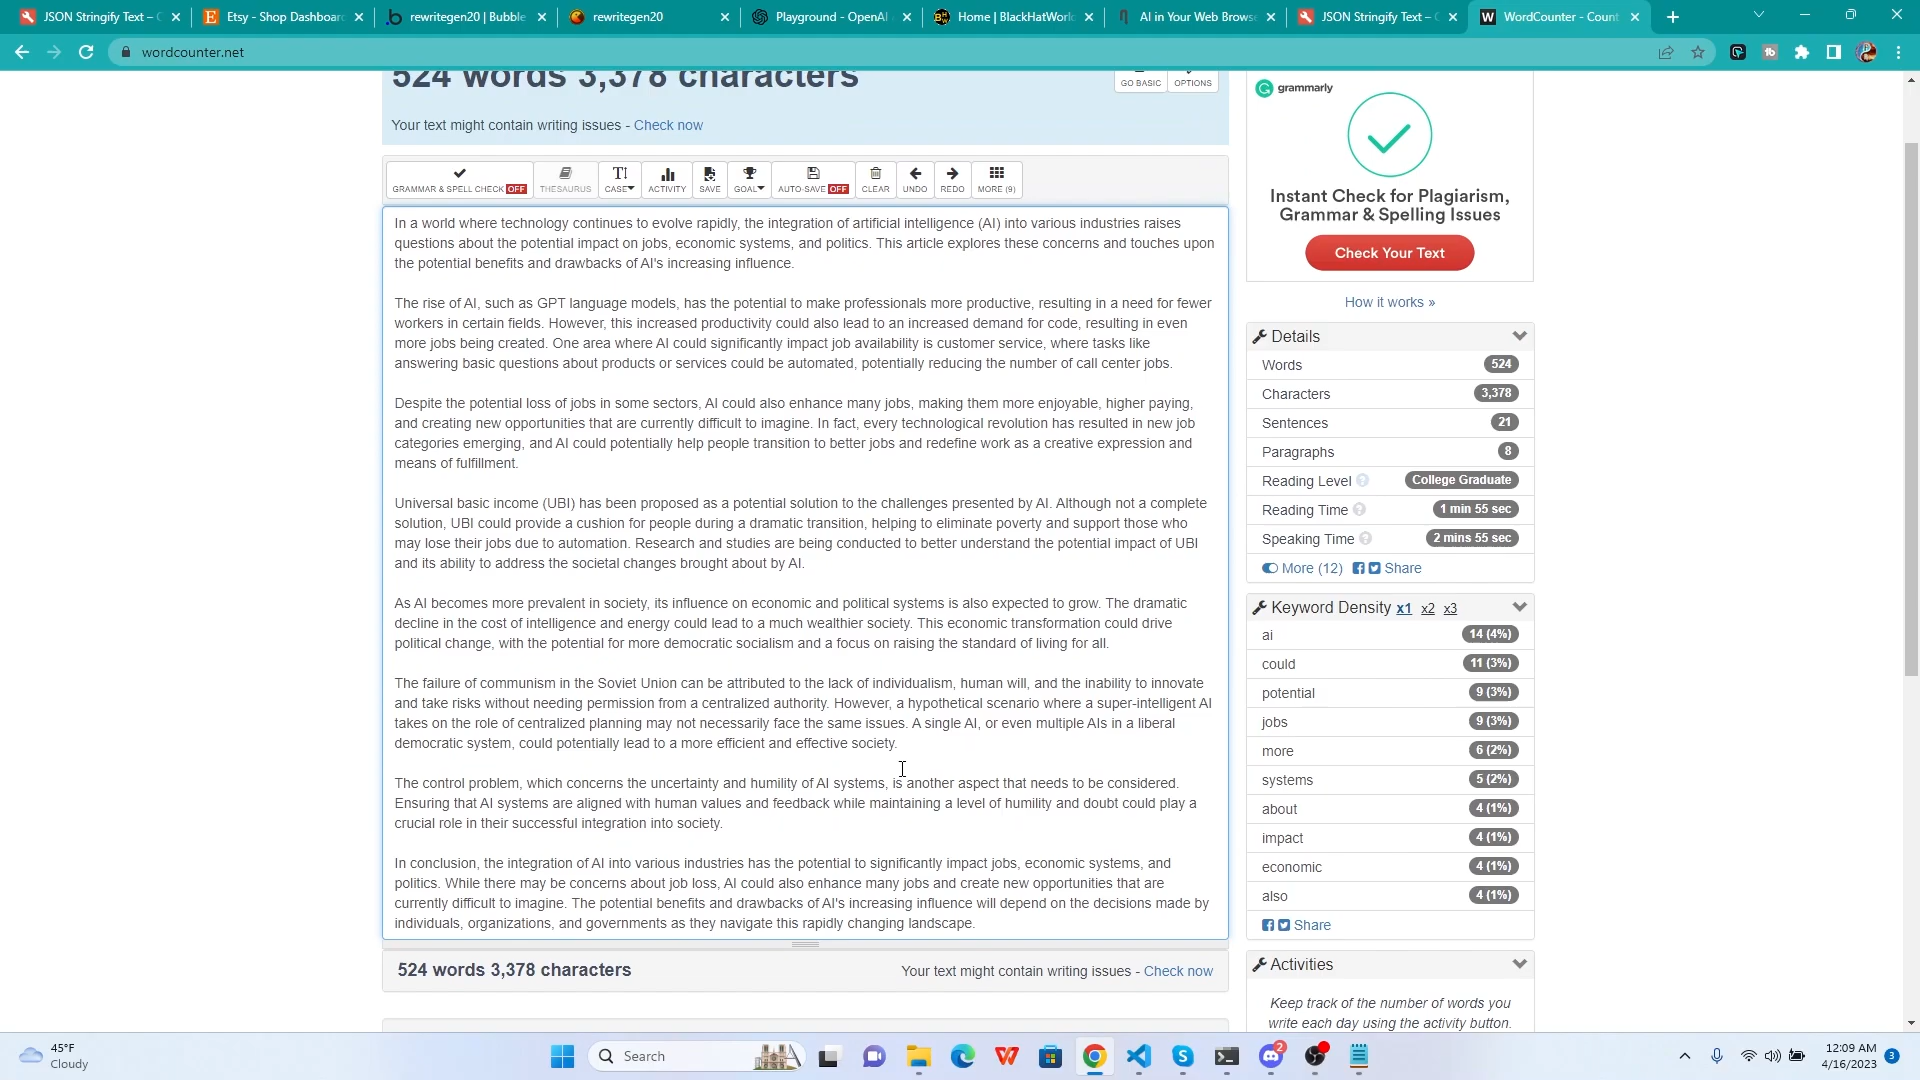 JSON Stringify Text – C
Etsy - Shop Dashboard
rewritegen20 | Bubble
rewritegen20
Playground - OpenAI
Home | BlackHatWorl
AI in Your Web Browse
JSON Stringify Text – C
WordCounter - Count
wordcounter.net
524 words 3,378 characters
GO BASIC
OPTIONS
Your text might contain writing issues - Check now
GRAMMAR & SPELL CHECK OFF
THESAURUS
CASE
ACTIVITY
SAVE
GOAL
AUTO-SAVE OFF
CLEAR
UNDO
REDO
MORE (9)
In a world where technology continues to evolve rapidly, the integration of artificial intelligence (AI) into various industries raises
questions about the potential impact on jobs, economic systems, and politics. This article explores these concerns and touches upon
the potential benefits and drawbacks of AI's increasing influence.
The rise of AI, such as GPT language models, has the potential to make professionals more productive, resulting in a need for fewer
workers in certain fields. However, this increased productivity could also lead to an increased demand for code, resulting in even
more jobs being created. One area where AI could significantly impact job availability is customer service, where tasks like
answering basic questions about products or services could be automated, potentially reducing the number of call center jobs.
Despite the potential loss of jobs in some sectors, AI could also enhance many jobs, making them more enjoyable, higher paying,
and creating new opportunities that are currently difficult to imagine. In fact, every technological revolution has resulted in new job
categories emerging, and AI could potentially help people transition to better jobs and redefine work as a creative expression and
means of fulfillment.
Universal basic income (UBI) has been proposed as a potential solution to the challenges presented by AI. Although not a complete
solution, UBI could provide a cushion for people during a dramatic transition, helping to eliminate poverty and support those who
may lose their jobs due to automation. Research and studies are being conducted to better understand the potential impact of UBI
and its ability to address the societal changes brought about by AI.
As AI becomes more prevalent in society, its influence on economic and political systems is also expected to grow. The dramatic
decline in the cost of intelligence and energy could lead to a much wealthier society. This economic transformation could drive
political change, with the potential for more democratic socialism and a focus on raising the standard of living for all.
The failure of communism in the Soviet Union can be attributed to the lack of individualism, human will, and the inability to innovate
and take risks without needing permission from a centralized authority. However, a hypothetical scenario where a super-intelligent AI
takes on the role of centralized planning may not necessarily face the same issues. A single AI, or even multiple AIs in a liberal
democratic system, could potentially lead to a more efficient and effective society.
The control problem, which concerns the uncertainty and humility of AI systems, is another aspect that needs to be considered.
Ensuring that AI systems are aligned with human values and feedback while maintaining a level of humility and doubt could play a
crucial role in their successful integration into society.
In conclusion, the integration of AI into various industries has the potential to significantly impact jobs, economic systems, and
politics. While there may be concerns about job loss, AI could also enhance many jobs and create new opportunities that are
currently difficult to imagine. The potential benefits and drawbacks of AI's increasing influence will depend on the decisions made by
individuals, organizations, and governments as they navigate this rapidly changing landscape.
524 words 3,378 characters
Your text might contain writing issues - Check now
grammarly
Instant Check for Plagiarism,
Grammar & Spelling Issues
Check Your Text
How it works »
Details
Words 524
Characters 3,378
Sentences 21
Paragraphs 8
Reading Level College Graduate
Reading Time 1 min 55 sec
Speaking Time 2 mins 55 sec
More (12) Share
Keyword Density x1 x2 x3
ai 14 (4%)
could 11 (3%)
potential 9 (3%)
jobs 9 (3%)
more 6 (2%)
systems 5 (2%)
about 4 (1%)
impact 4 (1%)
economic 4 (1%)
also 4 (1%)
Share
Activities
Keep track of the number of words you
write each day using the activity button.
45°F
Cloudy
Search
2
12:09 AM
4/16/2023
3